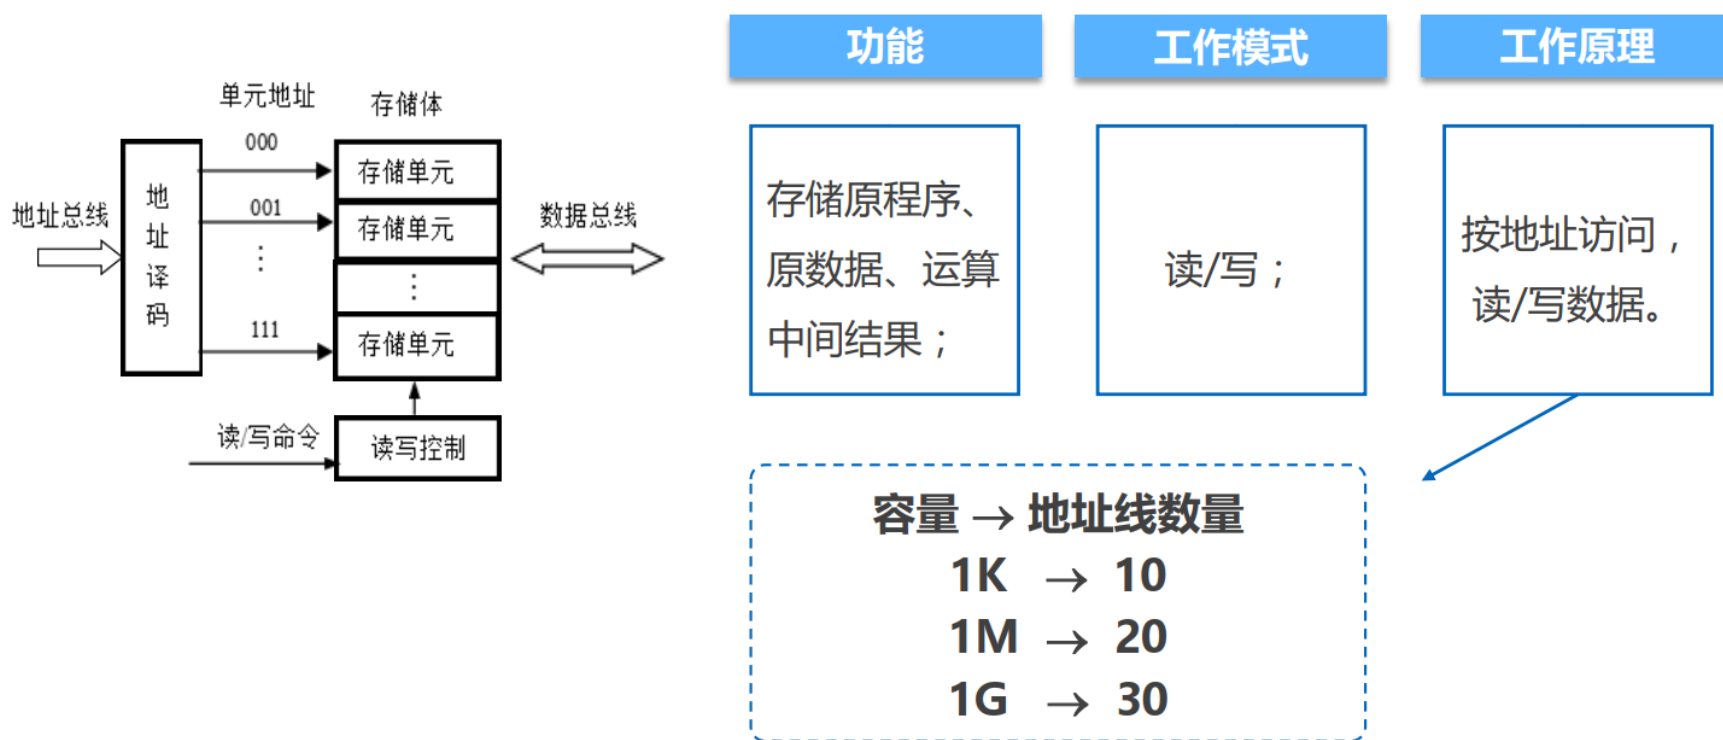 功能
工作模式
工作原理
单元地址
存储体
000
存储单元
地址总线
地址译码
001
存储单元
数据总线
⋮
⋮
111
存储单元
读/写命令
读写控制
存储原程序、
原数据、运算
中间结果；
读/写；
按地址访问，
读/写数据。
容量 → 地址线数量
1K → 10
1M → 20
1G → 30